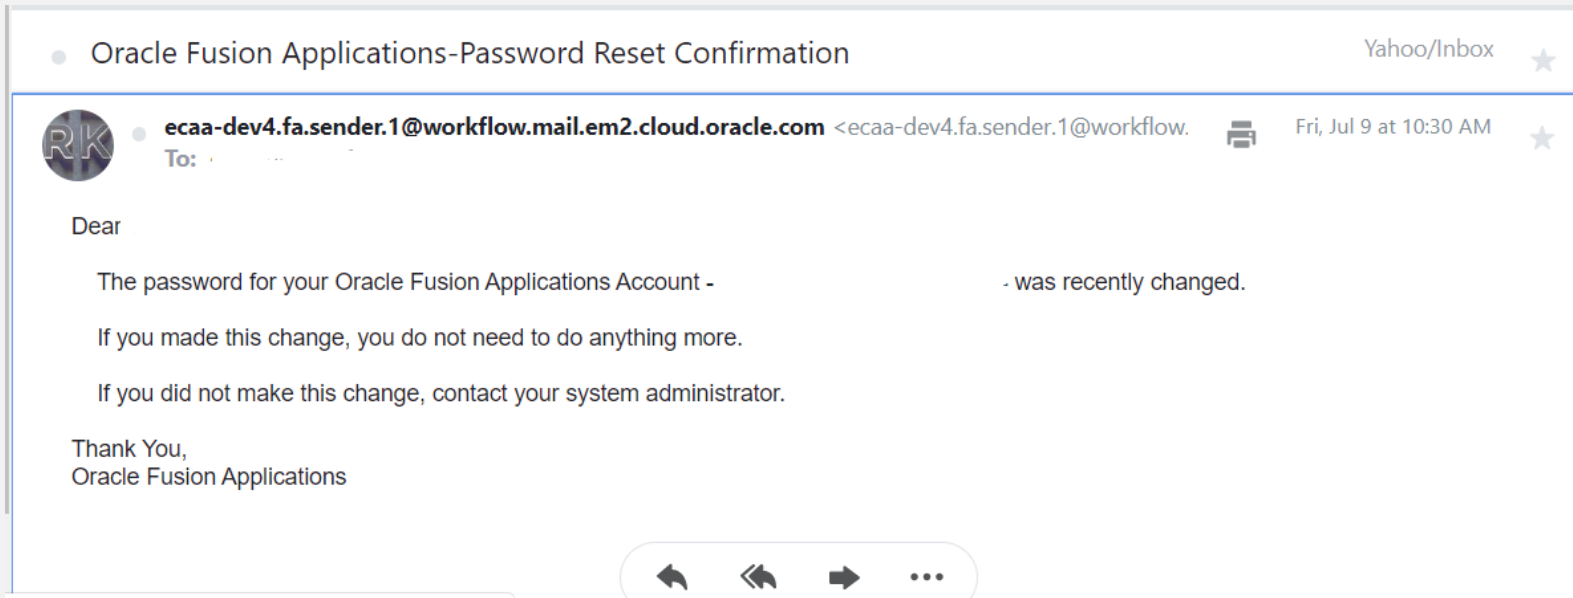 Oracle Fusion Applications-Password Reset Confirmation
Yahoo/Inbox
RK
ecaa-dev4.fa.sender.1@workflow.mail.em2.cloud.oracle.com <ecaa-dev4.fa.sender.1@workflow.
Fri, Jul 9 at 10:30 AM
To:
Dear
The password for your Oracle Fusion Applications Account - - was recently changed.
If you made this change, you do not need to do anything more.
If you did not make this change, contact your system administrator.
Thank You,
Oracle Fusion Applications